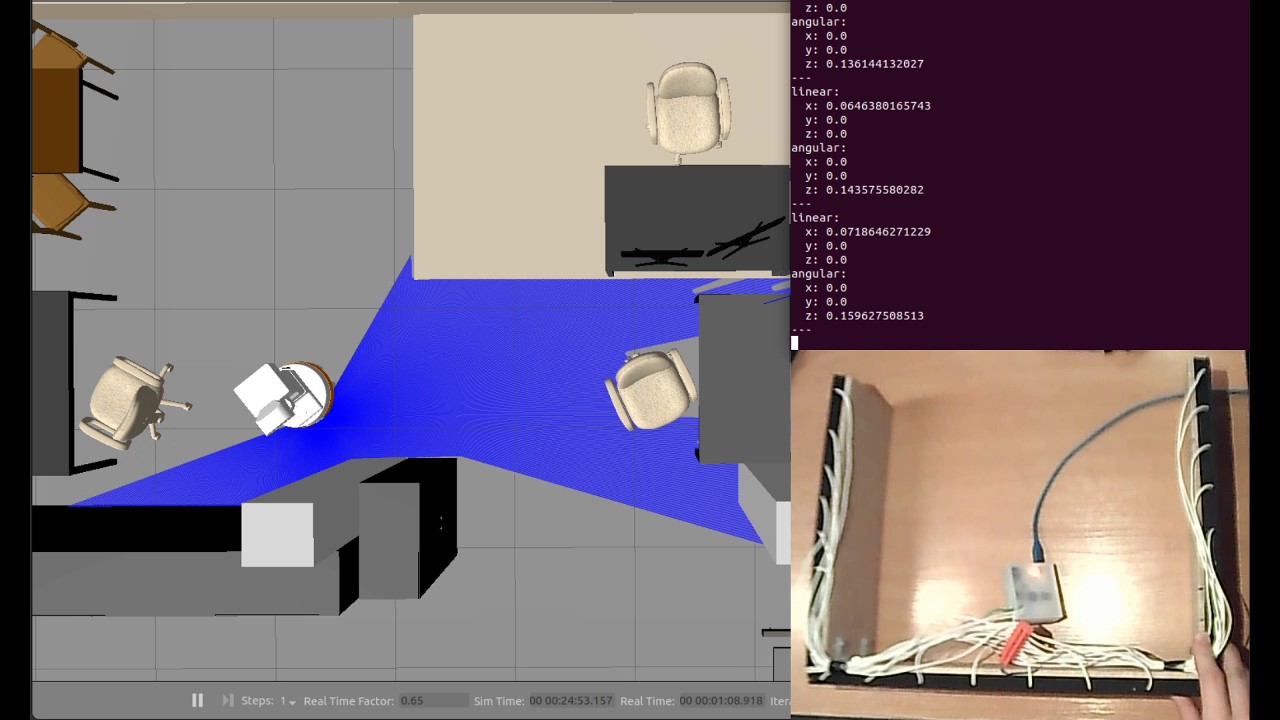 z: 0.0
angular:
x: 0.0
y: 0.0
z: 0.136144132027
---
linear:
x: 0.0646380165743
y: 0.0
z: 0.0
angular:
x: 0.0
y: 0.0
z: 0.143575580282
---
linear:
x: 0.0718646271229
y: 0.0
z: 0.0
angular:
x: 0.0
y: 0.0
z: 0.159627508513
---
Steps: 1 Real Time Factor: 0.65 Sim Time: 00 00:24:53.157 Real Time: 00 00:01:08.918 Itera